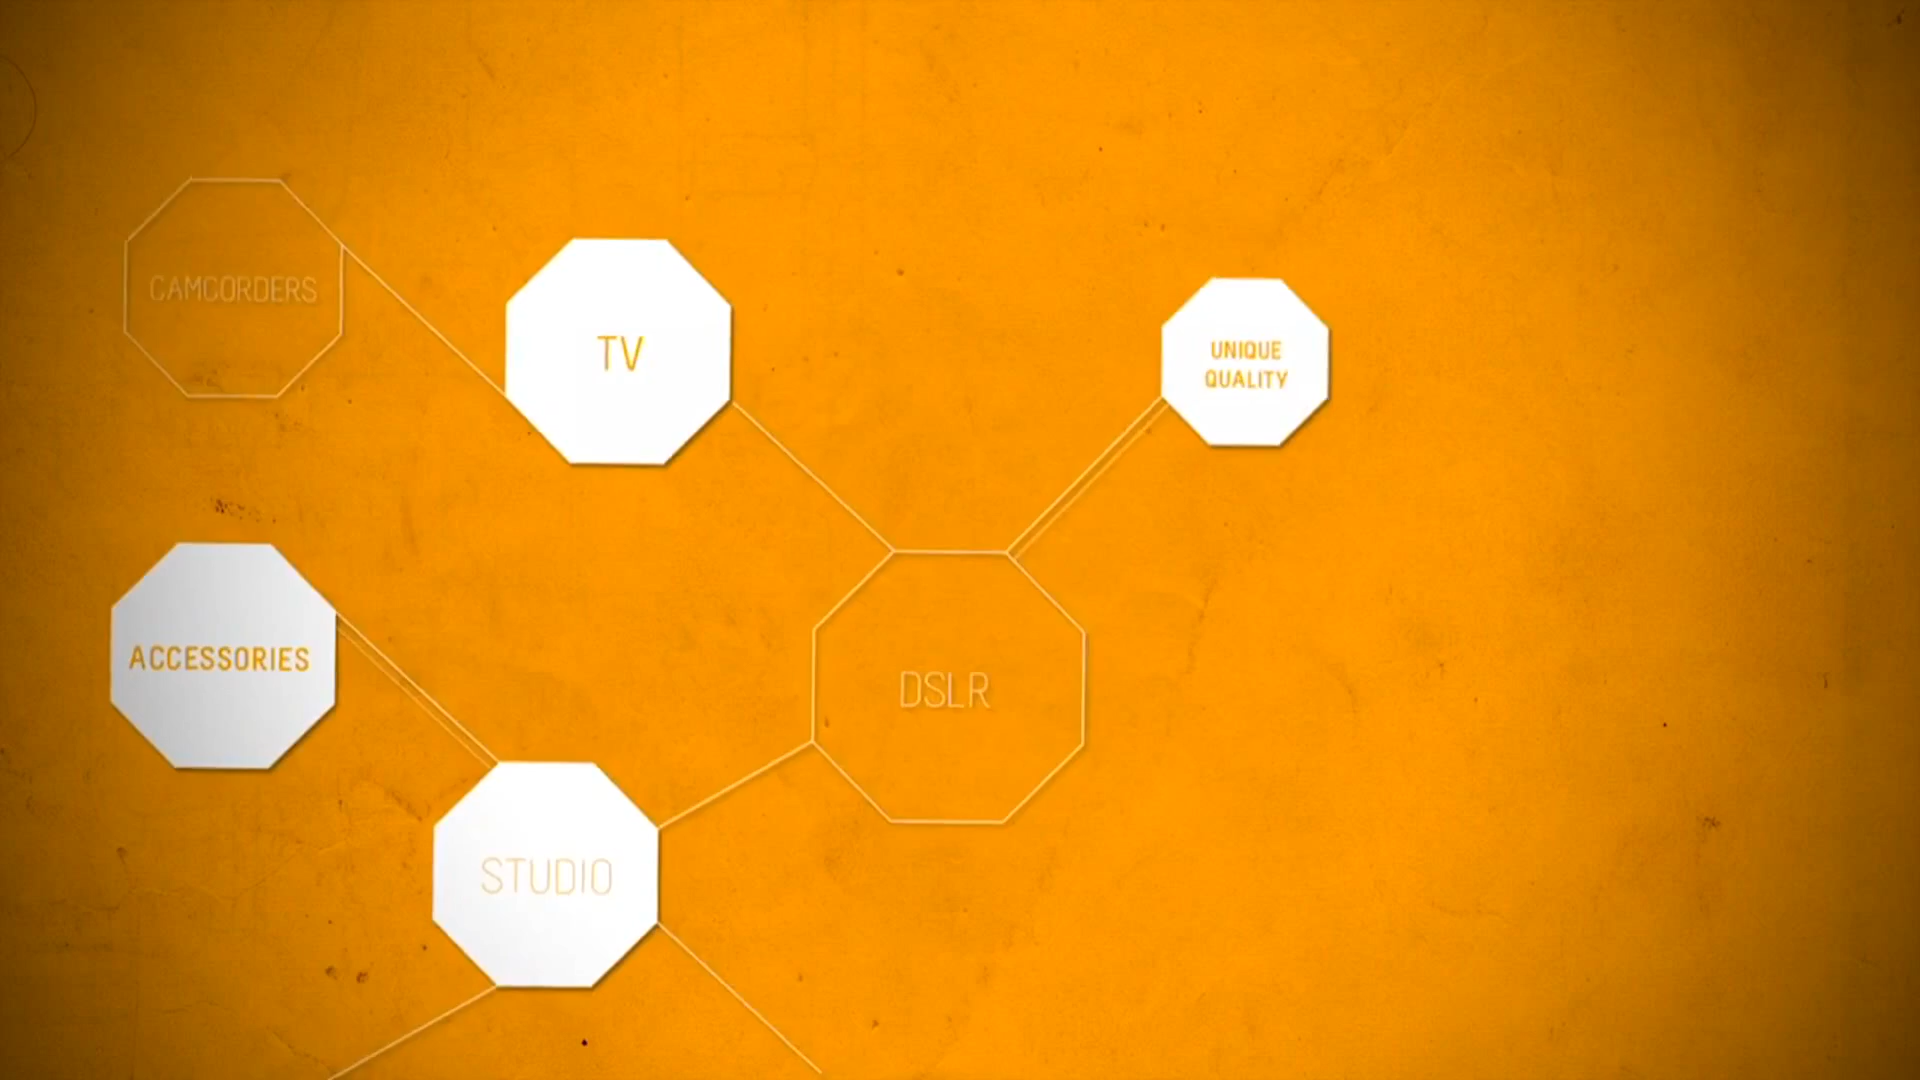 CAMCORDERS
TV
UNIQUE
QUALITY
ACCESSORIES
DSLR
STUDIO